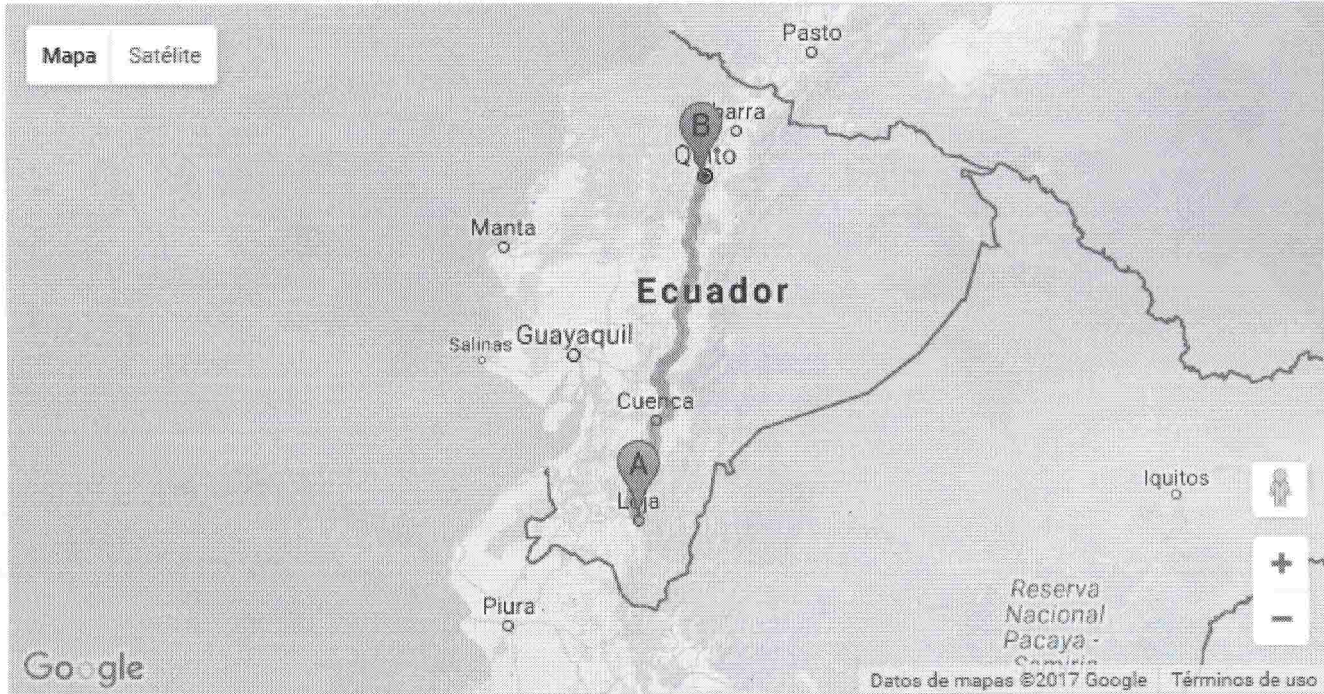 Mapa Satélite
Pasto
B
Quito
Manta
Ecuador
Guayaquil
Salinas
Cuenca
A
Loja
Iquitos
+
Reserva
Nacional
Pacaya -
Piura
−
Google
Datos de mapas ©2017 Google Términos de uso